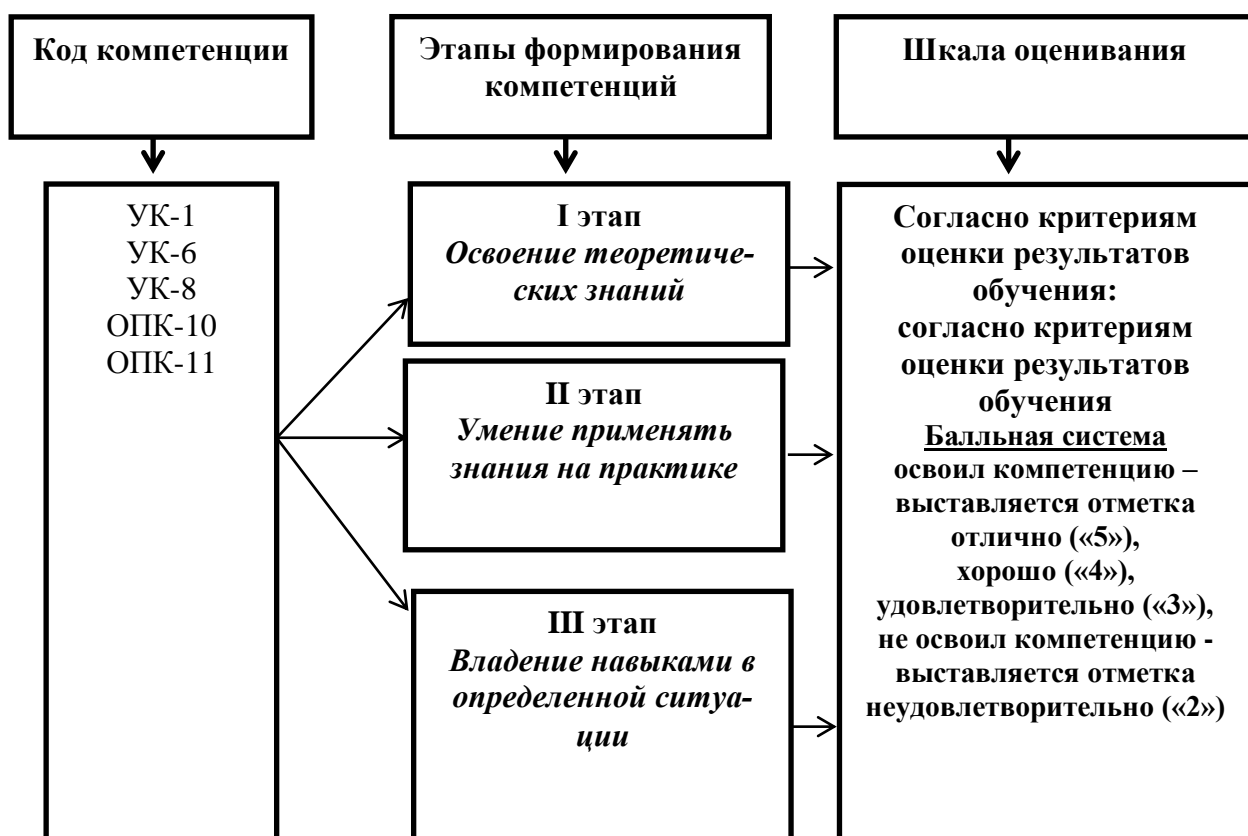 Код компетенции
Этапы формирования
компетенций
Шкала оценивания
УК-1
УК-6
УК-8
ОПК-10
ОПК-11
I этап
Освоение теоретиче-
ских знаний
II этап
Умение применять
знания на практике
III этап
Владение навыками в
определенной ситуа-
ции
Согласно критериям
оценки результатов
обучения:
согласно критериям
оценки результатов
обучения
Балльная система
освоил компетенцию –
выставляется отметка
отлично («5»),
хорошо («4»),
удовлетворительно («3»),
не освоил компетенцию -
выставляется отметка
неудовлетворительно («2»)